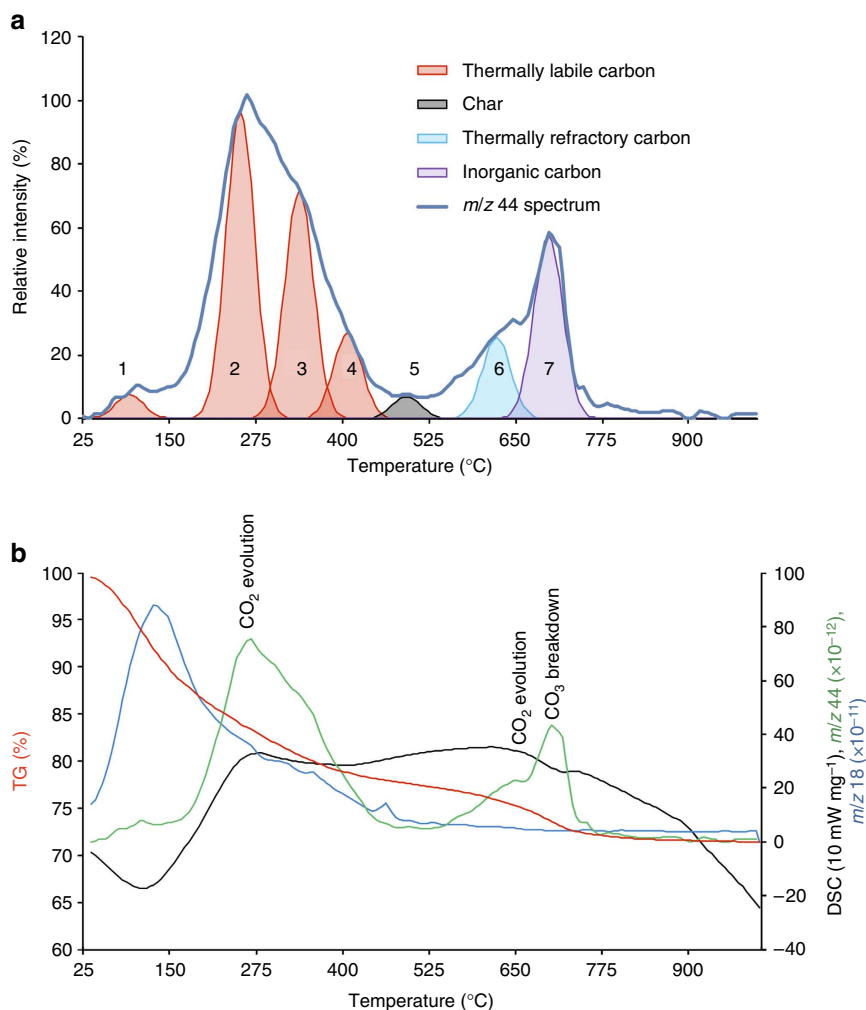 a
120
100
80
60
40
20
0
Relative intensity (%)
Thermally labile carbon
Char
Thermally refractory carbon
Inorganic carbon
m/z 44 spectrum
1
2
3
4
5
6
7
25 150 275 400 525 650 775 900
Temperature (°C)
b
CO₂ evolution
CO₂ evolution
CO₃ breakdown
100
95
90
85
80
75
70
65
60
TG (%)
100
80
60
40
20
0
−20
−40
DSC (10 mW mg⁻¹), m/z 44 (×10⁻¹²),
m/z 18 (×10⁻¹¹)
25 150 275 400 525 650 775 900
Temperature (°C)